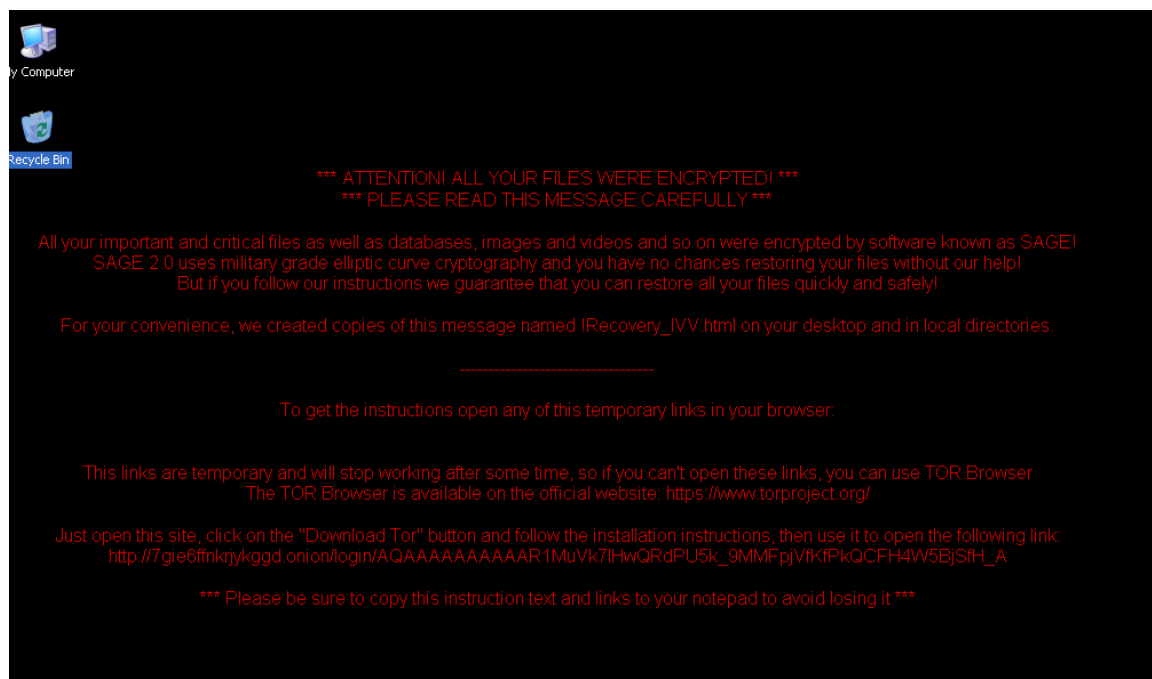 My Computer
Recycle Bin
*** ATTENTION! ALL YOUR FILES WERE ENCRYPTED! ***
*** PLEASE READ THIS MESSAGE CAREFULLY ***
All your important and critical files as well as databases, images and videos and so on were encrypted by software known as SAGE!
SAGE 2.0 uses military grade elliptic curve cryptography and you have no chances restoring your files without our help!
But if you follow our instructions we guarantee that you can restore all your files quickly and safely!
For your convenience, we created copies of this message named !Recovery_IVV.html on your desktop and in local directories.
----------------------------------
To get the instructions open any of this temporary links in your browser:
This links are temporary and will stop working after some time, so if you can't open these links, you can use TOR Browser
The TOR Browser is available on the official website: https://www.torproject.org/
Just open this site, click on the "Download Tor" button and follow the installation instructions, then use it to open the following link:
http://7gie6ffnkrjykggd.onion/login/AQAAAAAAAAAAR1MuVk7lHwQRdPU5k_9MMFpjVfKfPkQCFH4W5BjSfH_A
*** Please be sure to copy this instruction text and links to your notepad to avoid losing it ***